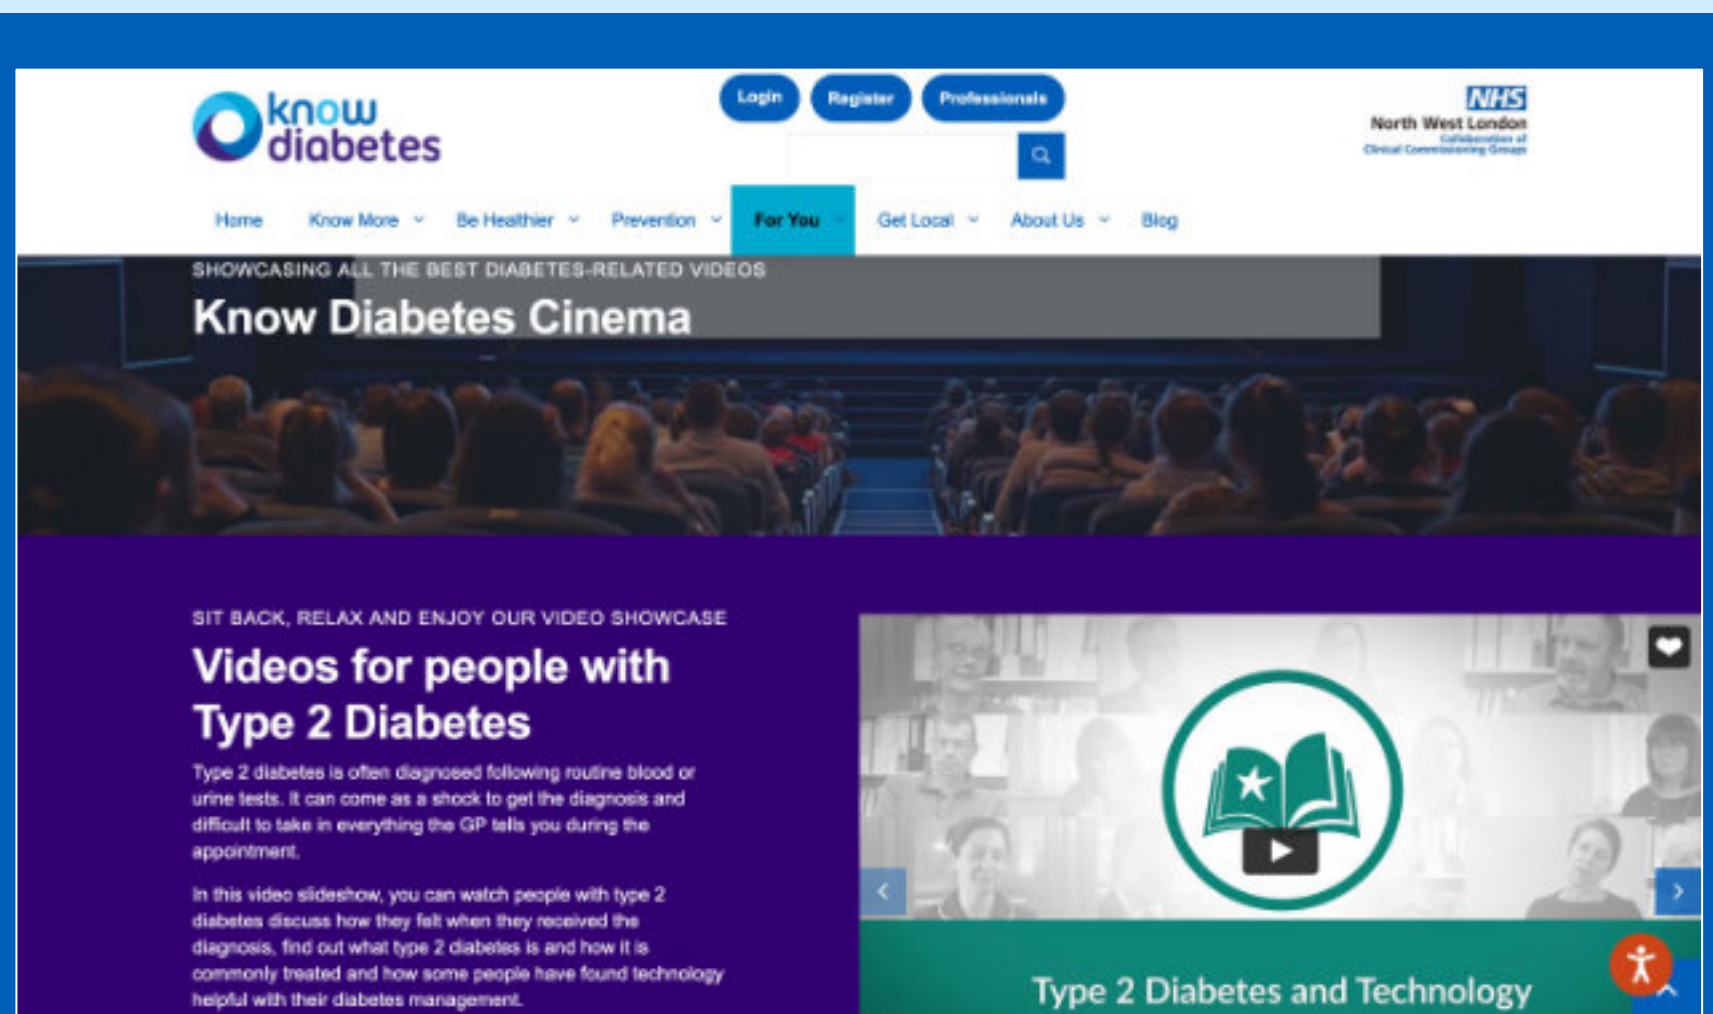 know
diabetes
Login
Register
Professionals
NHS
North West London
Collaboration of
Clinical Commissioning Groups
Home
Know More
Be Healthier
Prevention
For You
Get Local
About Us
Blog
SHOWCASING ALL THE BEST DIABETES-RELATED VIDEOS
Know Diabetes Cinema
SIT BACK, RELAX AND ENJOY OUR VIDEO SHOWCASE
Videos for people with
Type 2 Diabetes
Type 2 diabetes is often diagnosed following routine blood or
urine tests. It can come as a shock to get the diagnosis and
difficult to take in everything the GP tells you during the
appointment.
In this video slideshow, you can watch people with type 2
diabetes discuss how they felt when they received the
diagnosis, find out what type 2 diabetes is and how it is
commonly treated and how some people have found technology
helpful with their diabetes management.
Type 2 Diabetes and Technology